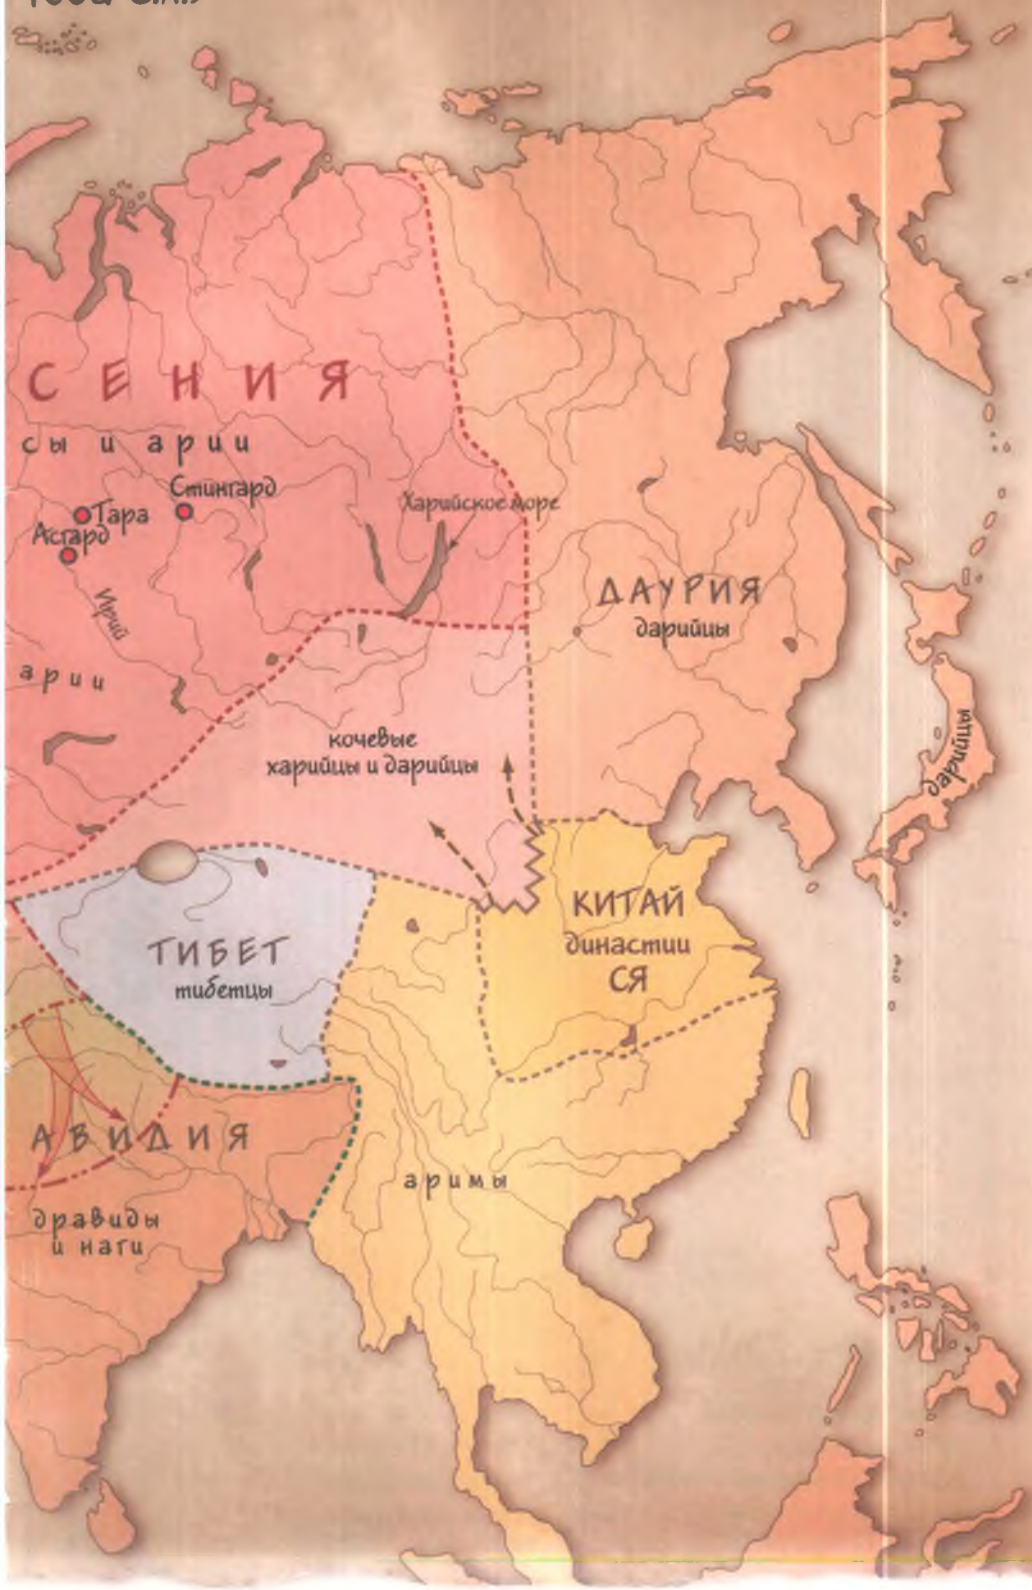 СЕНИЯ
сы и арии
Стингард
Тара
Асгард
Харийское море
Ирий
арии
ДАУРИЯ
дарийцы
кочевые
харийцы и дарийцы
дарийцы
КИТАЙ
династии
СЯ
ТИБЕТ
тибетцы
АВИДИЯ
аримы
дравиды
и наги